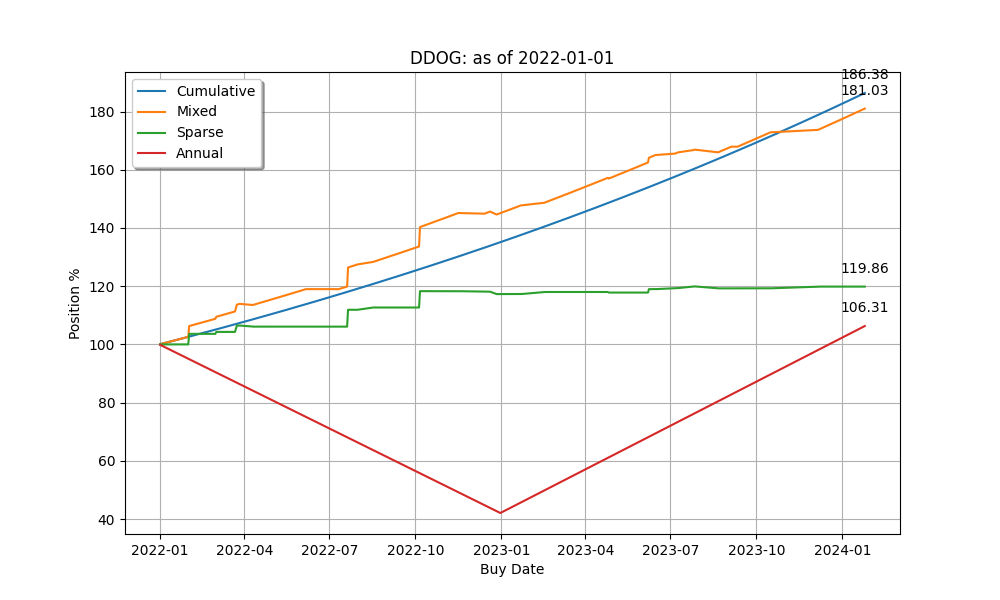 DDOG: as of 2022-01-01
186.38
181.03
119.86
106.31
Cumulative
Mixed
Sparse
Annual
Position %
180
160
140
120
100
80
60
40
2022-01 2022-04 2022-07 2022-10 2023-01 2023-04 2023-07 2023-10 2024-01
Buy Date